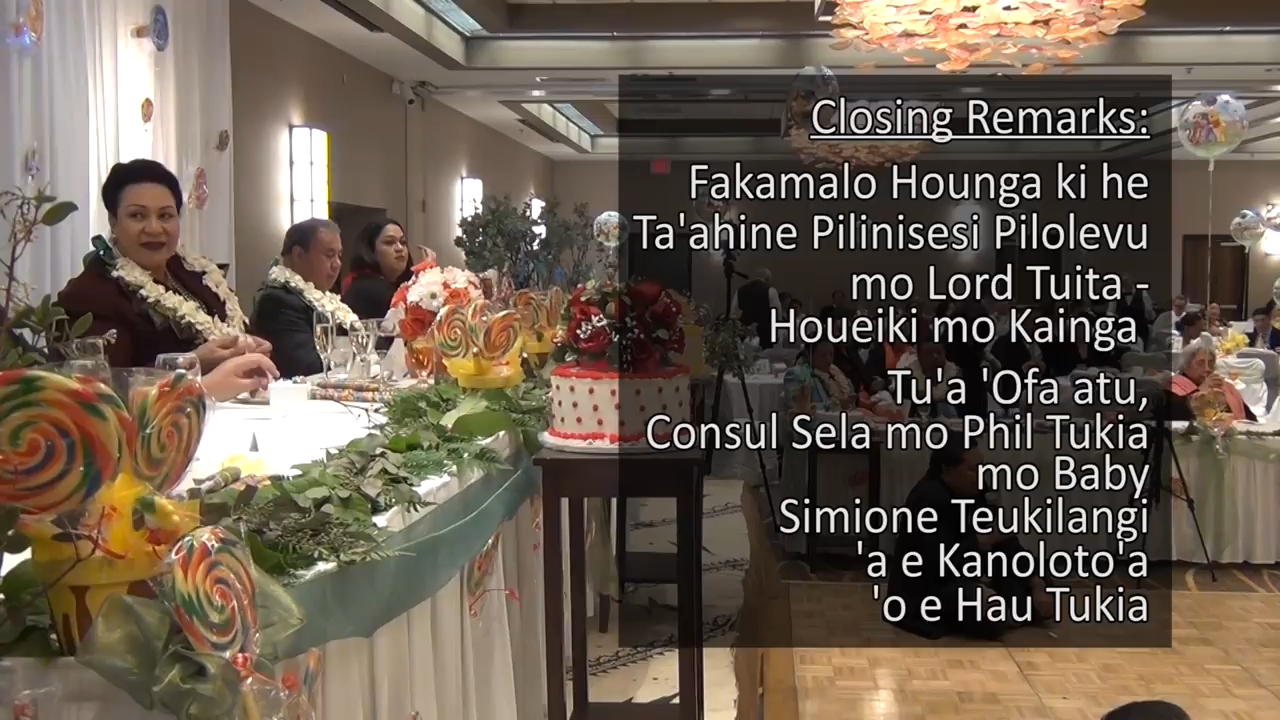 Closing Remarks:
Fakamalo Hounga ki he
Ta'ahine Pilinisesi Pilolevu
mo Lord Tuita -
Houeiki mo Kainga
Tu'a 'Ofa atu,
Consul Sela mo Phil Tukia
mo Baby
Simione Teukilangi
'a e Kanoloto'a
'o e Hau Tukia